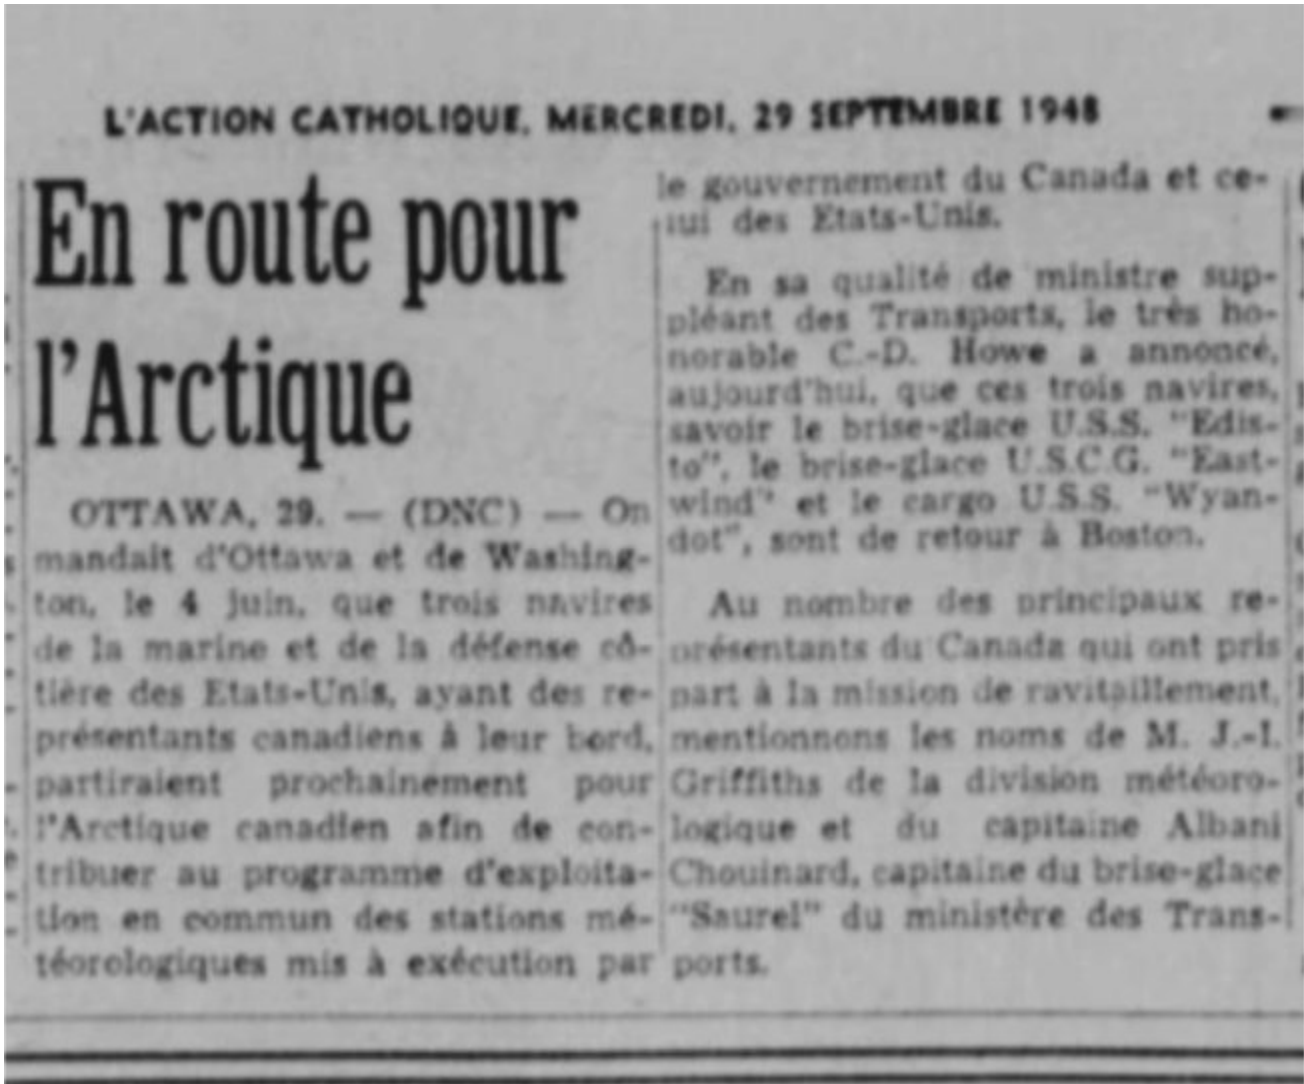 L'ACTION CATHOLIQUE, MERCREDI, 29 SEPTEMBRE 1948
En route pour
l'Arctique
OTTAWA, 29. — (DNC) — On
mandait d'Ottawa et de Washing-
ton, le 4 juin, que trois navires
de la marine et de la défense cô-
tière des Etats-Unis, ayant des re-
présentants canadiens à leur bord,
partiraient prochainement pour
l'Arctique canadien afin de con-
tribuer au programme d'exploita-
tion en commun des stations mé-
téorologiques mis à exécution par
le gouvernement du Canada et ce-
lui des Etats-Unis.
En sa qualité de ministre sup-
pléant des Transports, le très ho-
norable C.-D. Howe a annoncé,
aujourd'hui, que ces trois navires,
savoir le brise-glace U.S.S. "Edis-
to", le brise-glace U.S.C.G. "East-
wind" et le cargo U.S.S. "Wyan-
dot", sont de retour à Boston.
Au nombre des principaux re-
présentants du Canada qui ont pris
part à la mission de ravitaillement,
mentionnons les noms de M. J.-I.
Griffiths de la division météoro-
logique et du capitaine Albani
Chouinard, capitaine du brise-glace
"Saurel" du ministère des Trans-
ports.